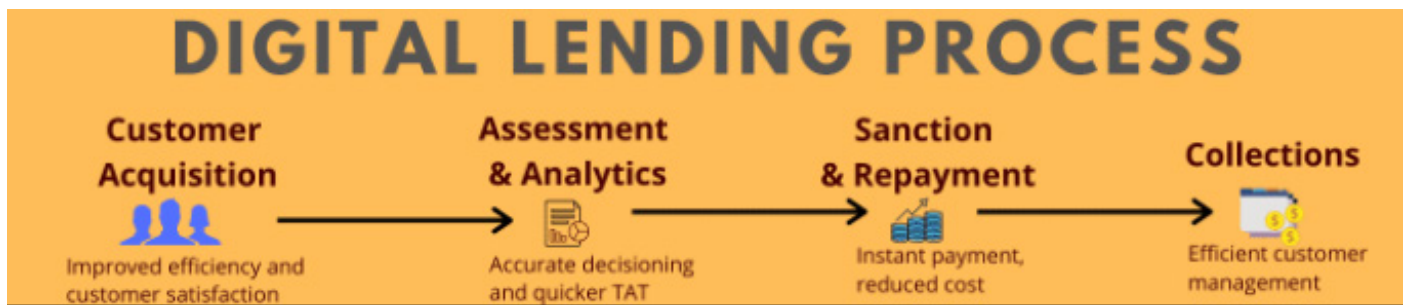 DIGITAL LENDING PROCESS
Customer
Acquisition
Improved efficiency and
customer satisfaction
Assessment
& Analytics
Accurate decisioning
and quicker TAT
Sanction
& Repayment
Instant payment,
reduced cost
Collections
Efficient customer
management